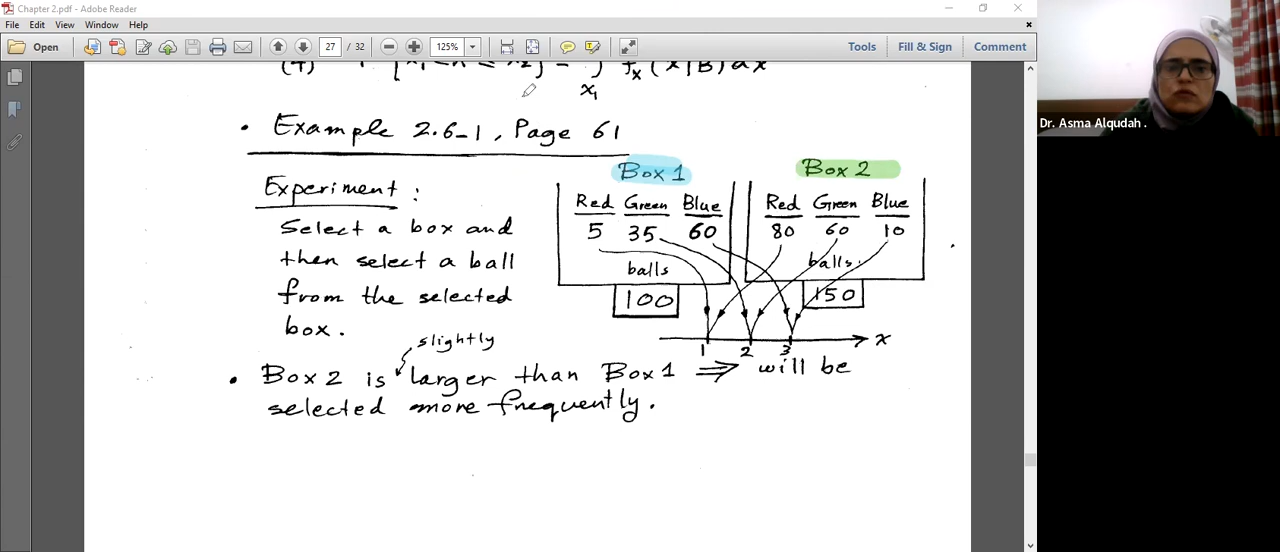 Chapter 2.pdf - Adobe Reader
File Edit View Window Help
Open 27 / 32 125% Tools Fill & Sign Comment
Dr. Asma Alqudah .
• Example 2.6-1, Page 61
Experiment :
Select a box and
then select a ball
from the selected
box.
Box 1
Red Green Blue
5 35 60
balls
100
Box 2
Red Green Blue
80 60 10
balls.
150
1 2 3 x
slightly
• Box 2 is larger than Box 1 ⇒ will be
selected more frequently.